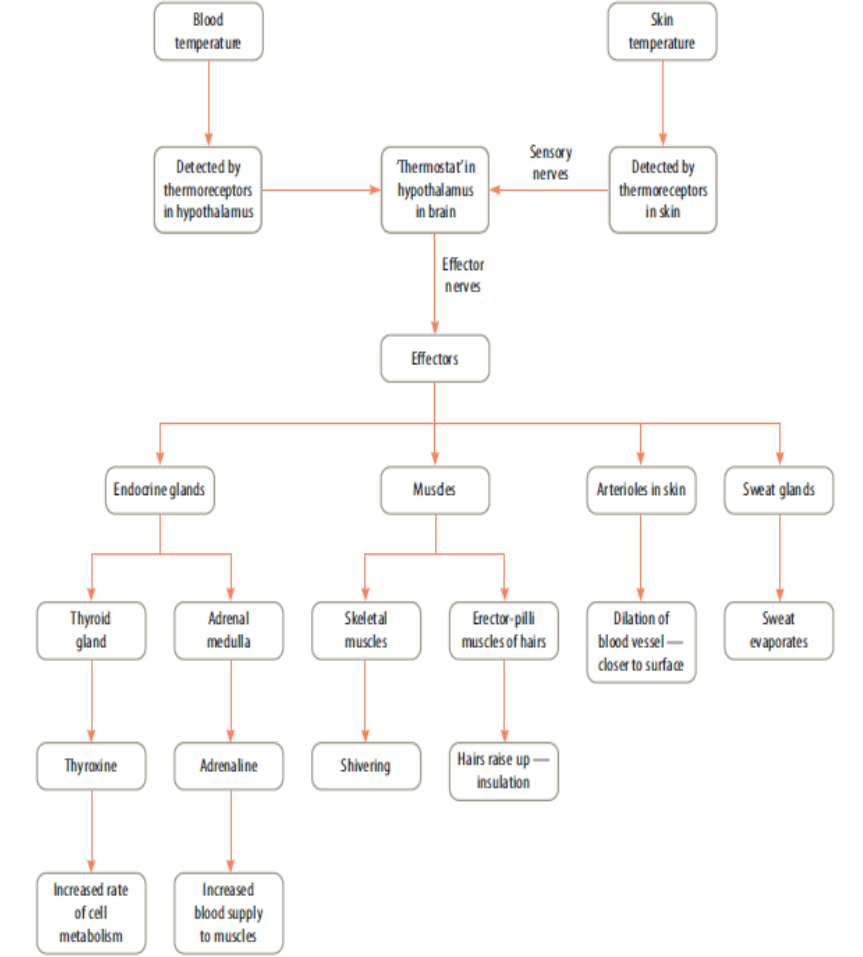 Blood
temperature
Skin
temperature
Detected by
thermoreceptors
in hypothalamus
'Thermostat' in
hypothalamus
in brain
Sensory
nerves
Detected by
thermoreceptors
in skin
Effector
nerves
Effectors
Endocrine glands
Muscles
Arterioles in skin
Sweat glands
Thyroid
gland
Adrenal
medulla
Skeletal
muscles
Erector-pilli
muscles of hairs
Dilation of
blood vessel —
closer to surface
Sweat
evaporates
Thyroxine
Adrenaline
Shivering
Hairs raise up —
insulation
Increased rate
of cell
metabolism
Increased
blood supply
to muscles